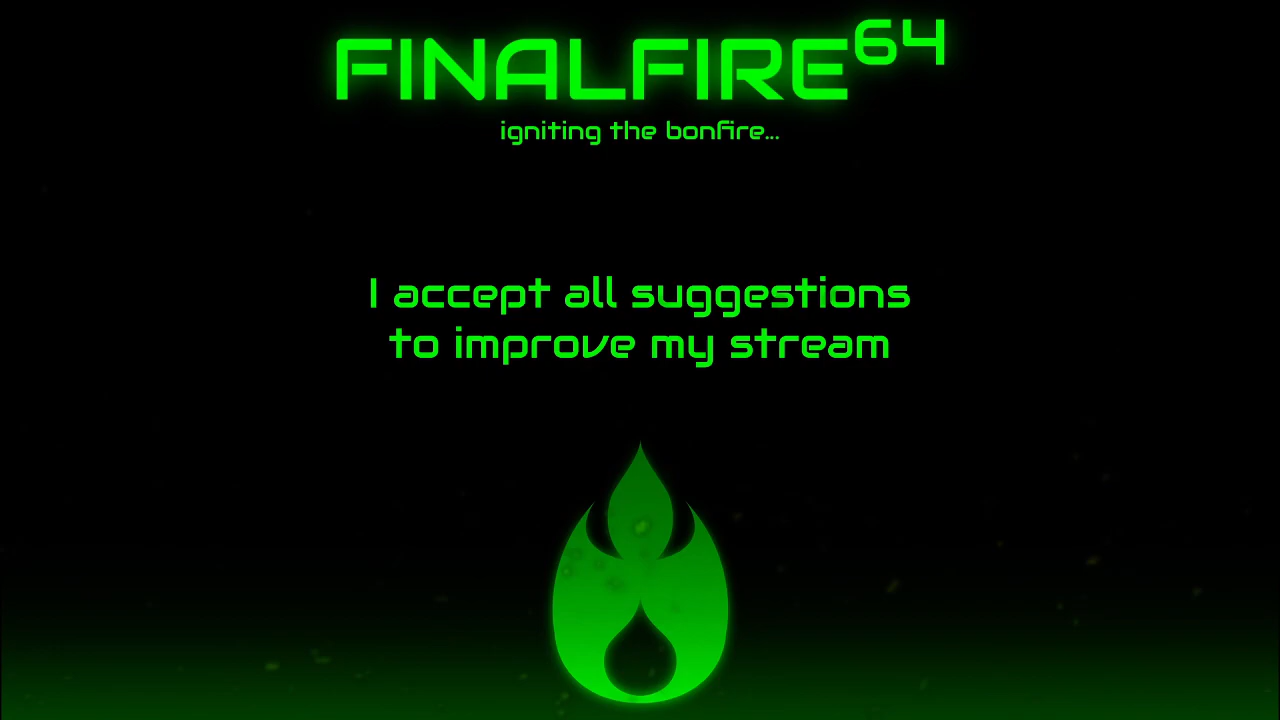 FINALFIRE64
igniting the bonfire...
I accept all suggestions
to improve my stream